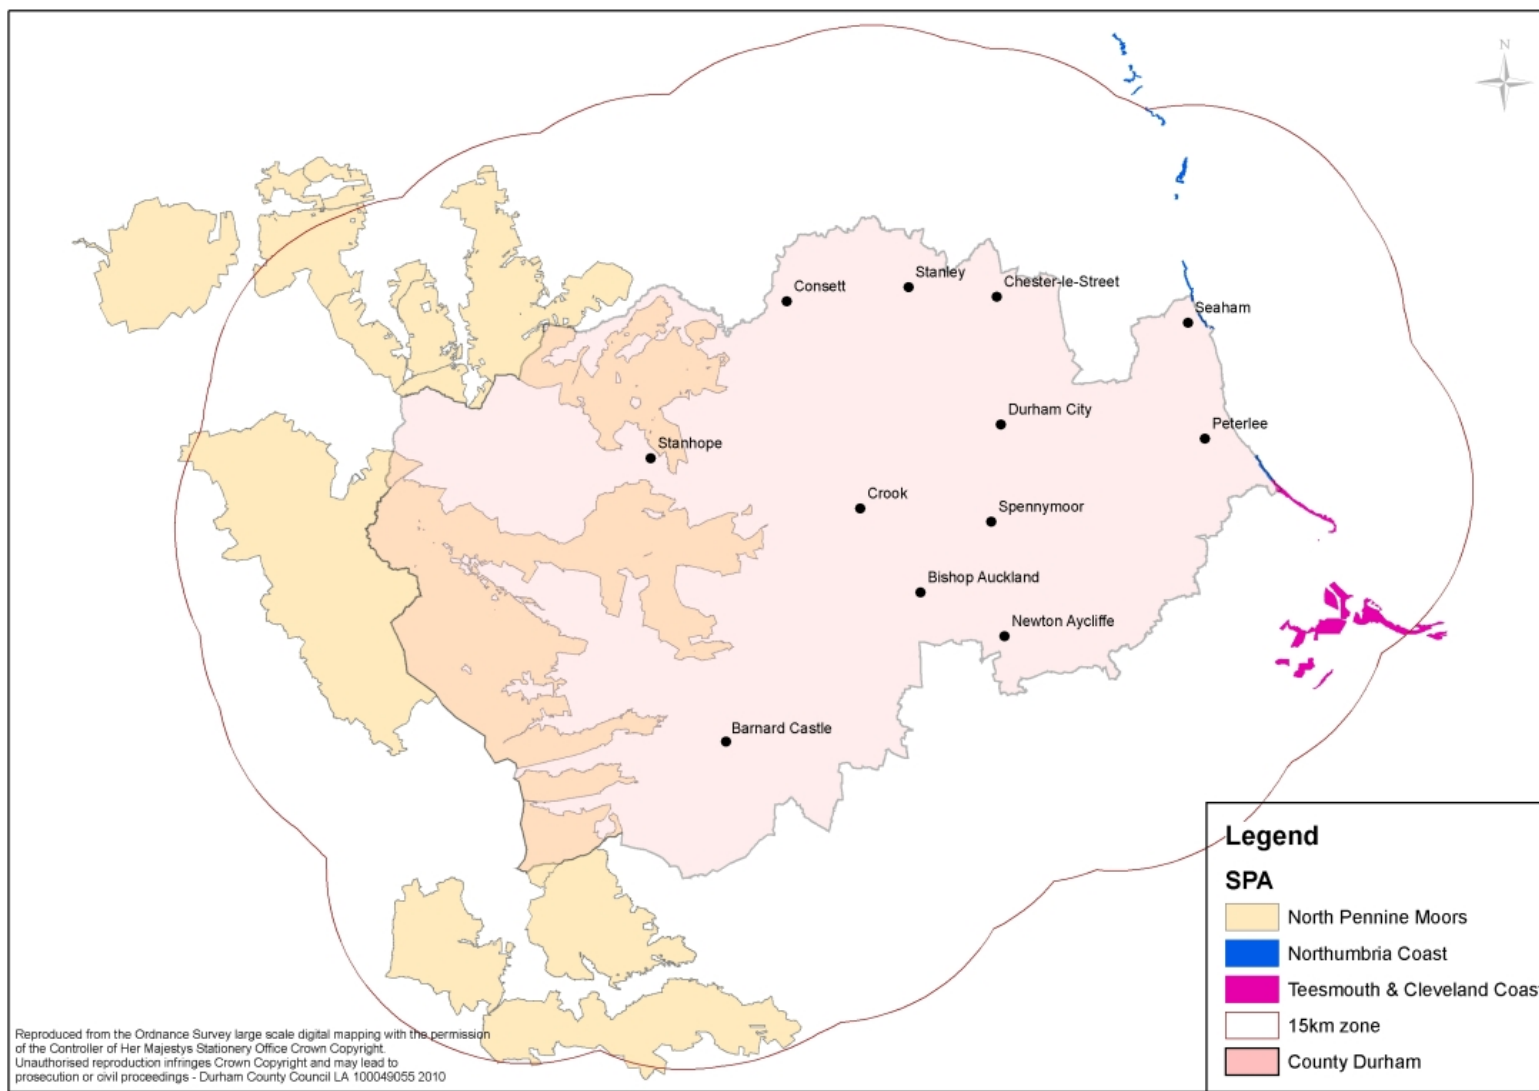 N
Consett
Stanley
Chester-le-Street
Seaham
Durham City
Peterlee
Stanhope
Crook
Spennymoor
Bishop Auckland
Newton Aycliffe
Barnard Castle
Legend
SPA
North Pennine Moors
Northumbria Coast
Teesmouth & Cleveland Coast
15km zone
County Durham
Reproduced from the Ordnance Survey large scale digital mapping with the permission
of the Controller of Her Majestys Stationery Office Crown Copyright.
Unauthorised reproduction infringes Crown Copyright and may lead to
prosecution or civil proceedings - Durham County Council LA 100049055 2010